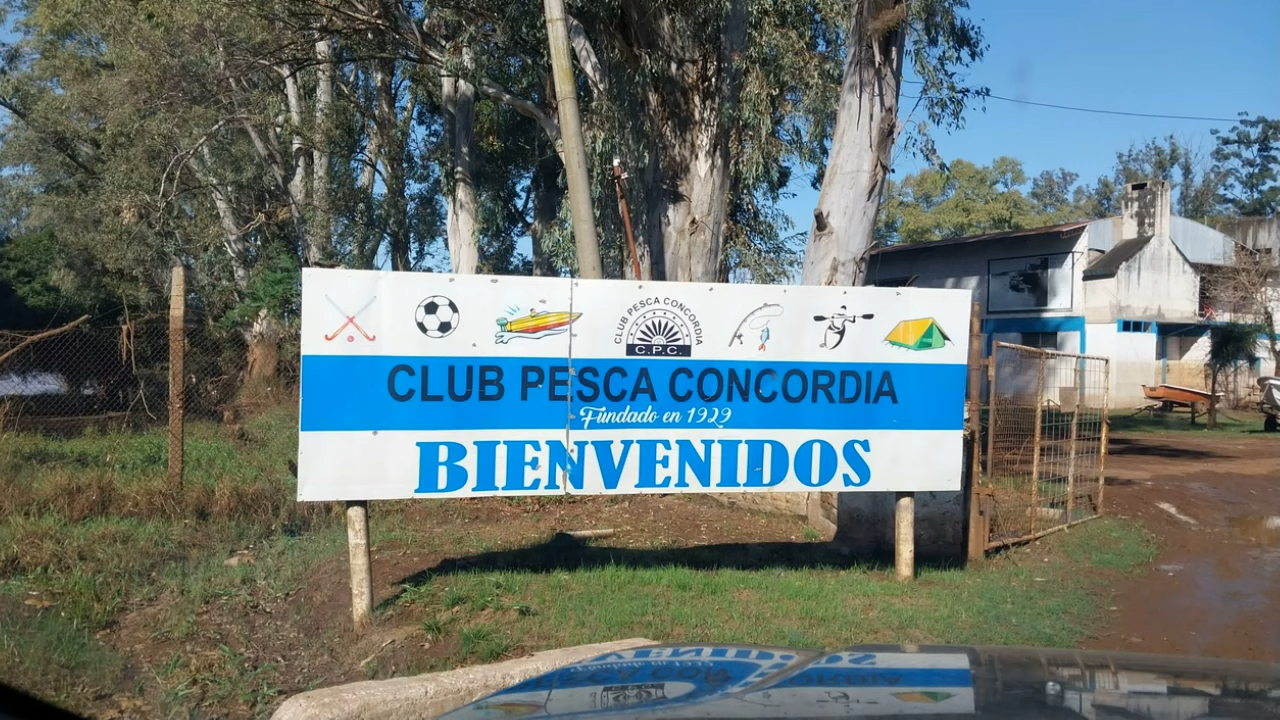 CLUB PESCA CONCORDIA
C.P.C.
CLUB PESCA CONCORDIA
Fundado en 1929
BIENVENIDOS